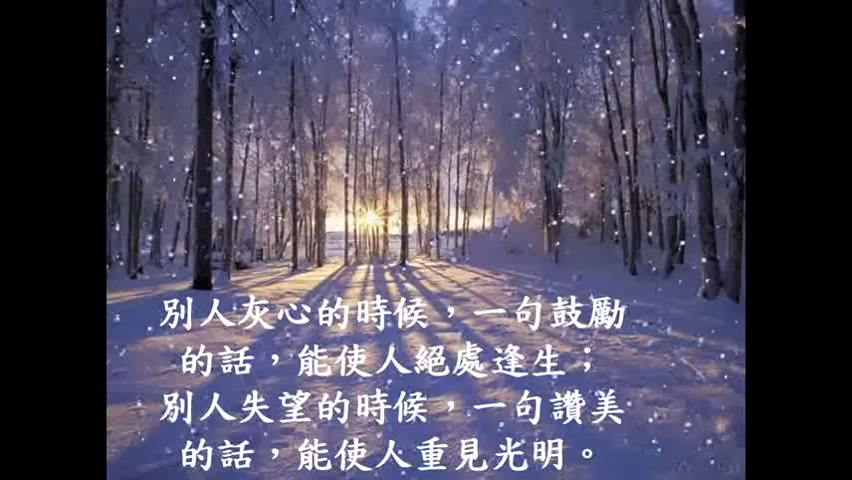 別人灰心的時候，一句鼓勵
的話，能使人絕處逢生；
別人失望的時候，一句讚美
的話，能使人重見光明。